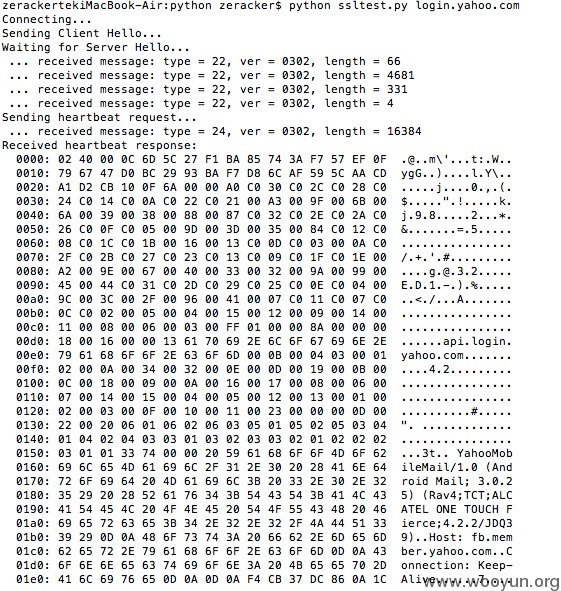 zerackertekiMacBook-Air:python zeracker$ python ssltest.py login.yahoo.com
Connecting...
Sending Client Hello...
Waiting for Server Hello...
 ... received message: type = 22, ver = 0302, length = 66
 ... received message: type = 22, ver = 0302, length = 4681
 ... received message: type = 22, ver = 0302, length = 331
 ... received message: type = 22, ver = 0302, length = 4
Sending heartbeat request...
 ... received message: type = 24, ver = 0302, length = 16384
Received heartbeat response:
  0000: 02 40 00 0C 6D 5C 27 F1 BA 85 74 3A F7 57 EF 0F  .@..m\'...t:.W..
  0010: 79 67 47 D0 BC 29 93 BA F7 D8 6C AF 59 5C AA CD  ygG..)....l.Y\..
  0020: A1 D2 CB 10 0F 6A 00 00 A0 C0 30 C0 2C C0 28 C0  .....j....0.,.(.
  0030: 24 C0 14 C0 0A C0 22 C0 21 00 A3 00 9F 00 6B 00  $.....".!.....k.
  0040: 6A 00 39 00 38 00 88 00 87 C0 32 C0 2E C0 2A C0  j.9.8.....2...*.
  0050: 26 C0 0F C0 05 00 9D 00 3D 00 35 00 84 C0 12 C0  &.......=.5.....
  0060: 08 C0 1C C0 1B 00 16 00 13 C0 0D C0 03 00 0A C0  ................
  0070: 2F C0 2B C0 27 C0 23 C0 13 C0 09 C0 1F C0 1E 00  /.+.'.#.........
  0080: A2 00 9E 00 67 00 40 00 33 00 32 00 9A 00 99 00  ....g.@.3.2.....
  0090: 45 00 44 C0 31 C0 2D C0 29 C0 25 C0 0E C0 04 00  E.D.1.-.).%.....
  00a0: 9C 00 3C 00 2F 00 96 00 41 00 07 C0 11 C0 07 C0  ..<./...A.......
  00b0: 0C C0 02 00 05 00 04 00 15 00 12 00 09 00 14 00  ................
  00c0: 11 00 08 00 06 00 03 00 FF 01 00 00 8A 00 00 00  ................
  00d0: 18 00 16 00 00 13 61 70 69 2E 6C 6F 67 69 6E 2E  ......api.login.
  00e0: 79 61 68 6F 6F 2E 63 6F 6D 00 0B 00 04 03 00 01  yahoo.com.......
  00f0: 02 00 0A 00 34 00 32 00 0E 00 0D 00 19 00 0B 00  ....4.2.........
  0100: 0C 00 18 00 09 00 0A 00 16 00 17 00 08 00 06 00  ................
  0110: 07 00 14 00 15 00 04 00 05 00 12 00 13 00 01 00  ................
  0120: 02 00 03 00 0F 00 10 00 11 00 23 00 00 00 0D 00  ..........#.....
  0130: 22 00 20 06 01 06 02 06 03 05 01 05 02 05 03 04  ". .............
  0140: 01 04 02 04 03 03 01 03 02 03 03 02 01 02 02 02  ................
  0150: 03 01 01 33 74 00 00 20 59 61 68 6F 6F 4D 6F 62  ...3t.. YahooMob
  0160: 69 6C 65 4D 61 69 6C 2F 31 2E 30 20 28 41 6E 64  ileMail/1.0 (And
  0170: 72 6F 69 64 20 4D 61 69 6C 3B 20 33 2E 30 2E 32  roid Mail; 3.0.2
  0180: 35 29 20 28 52 61 76 34 3B 54 43 54 3B 41 4C 43  5) (Rav4;TCT;ALC
  0190: 41 54 45 4C 20 4F 4E 45 20 54 4F 55 43 48 20 46  ATEL ONE TOUCH F
  01a0: 69 65 72 63 65 3B 34 2E 32 2E 32 2F 4A 44 51 33  ierce;4.2.2/JDQ3
  01b0: 39 29 0D 0A 48 6F 73 74 3A 20 66 62 2E 6D 65 6D  9)..Host: fb.mem
  01c0: 62 65 72 2E 79 61 68 6F 6F 2E 63 6F 6D 0D 0A 43  ber.yahoo.com..C
  01d0: 6F 6E 6E 65 63 74 69 6F 6E 3A 20 4B 65 65 70 2D  onnection: Keep-
  01e0: 41 6C 69 76 65 0D 0A 0D 0A F4 CB 37 DC 86 0A 1C  Alive......7....
www.wooyun.org